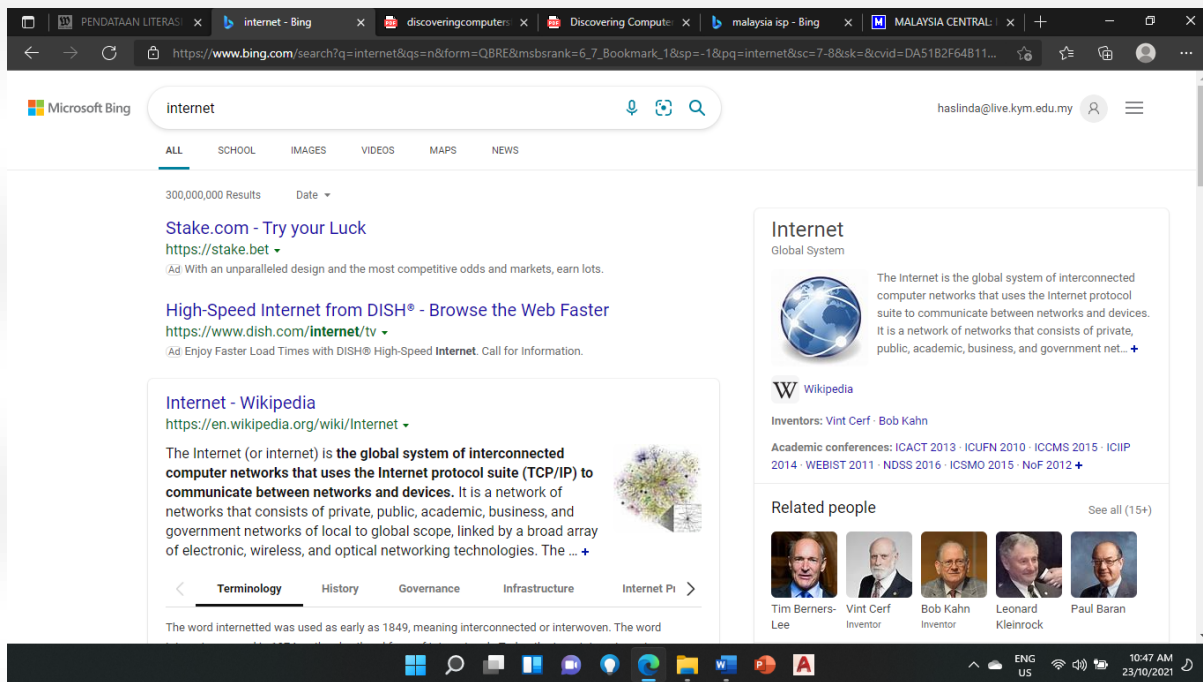 PENDATAAN LITERASI
internet - Bing
discoveringcomputers
Discovering Computer
malaysia isp - Bing
MALAYSIA CENTRAL:
https://www.bing.com/search?q=internet&qs=n&form=QBRE&msbsrank=6_7_Bookmark_1&sp=-1&pq=internet&sc=7-8&sk=&cvid=DA51B2F64B11...
Microsoft Bing
internet
haslinda@live.kym.edu.my
ALL SCHOOL IMAGES VIDEOS MAPS NEWS
300,000,000 Results Date
Stake.com - Try your Luck
https://stake.bet
Ad With an unparalleled design and the most competitive odds and markets, earn lots.
High-Speed Internet from DISH® - Browse the Web Faster
https://www.dish.com/internet/tv
Ad Enjoy Faster Load Times with DISH® High-Speed Internet. Call for Information.
Internet - Wikipedia
https://en.wikipedia.org/wiki/Internet
The Internet (or internet) is the global system of interconnected
computer networks that uses the Internet protocol suite (TCP/IP) to
communicate between networks and devices. It is a network of
networks that consists of private, public, academic, business, and
government networks of local to global scope, linked by a broad array
of electronic, wireless, and optical networking technologies. The ... +
Terminology History Governance Infrastructure Internet Pr
The word internetted was used as early as 1849, meaning interconnected or interwoven. The word
Internet
Global System
The Internet is the global system of interconnected
computer networks that uses the Internet protocol
suite to communicate between networks and devices.
It is a network of networks that consists of private,
public, academic, business, and government net... +
W Wikipedia
Inventors: Vint Cerf · Bob Kahn
Academic conferences: ICACT 2013 · ICUFN 2010 · ICCMS 2015 · ICIIP
2014 · WEBIST 2011 · NDSS 2016 · ICSMO 2015 · NoF 2012 +
Related people See all (15+)
Tim Berners-
Lee
Vint Cerf
Inventor
Bob Kahn
Inventor
Leonard
Kleinrock
Paul Baran
ENG
US
10:47 AM
23/10/2021